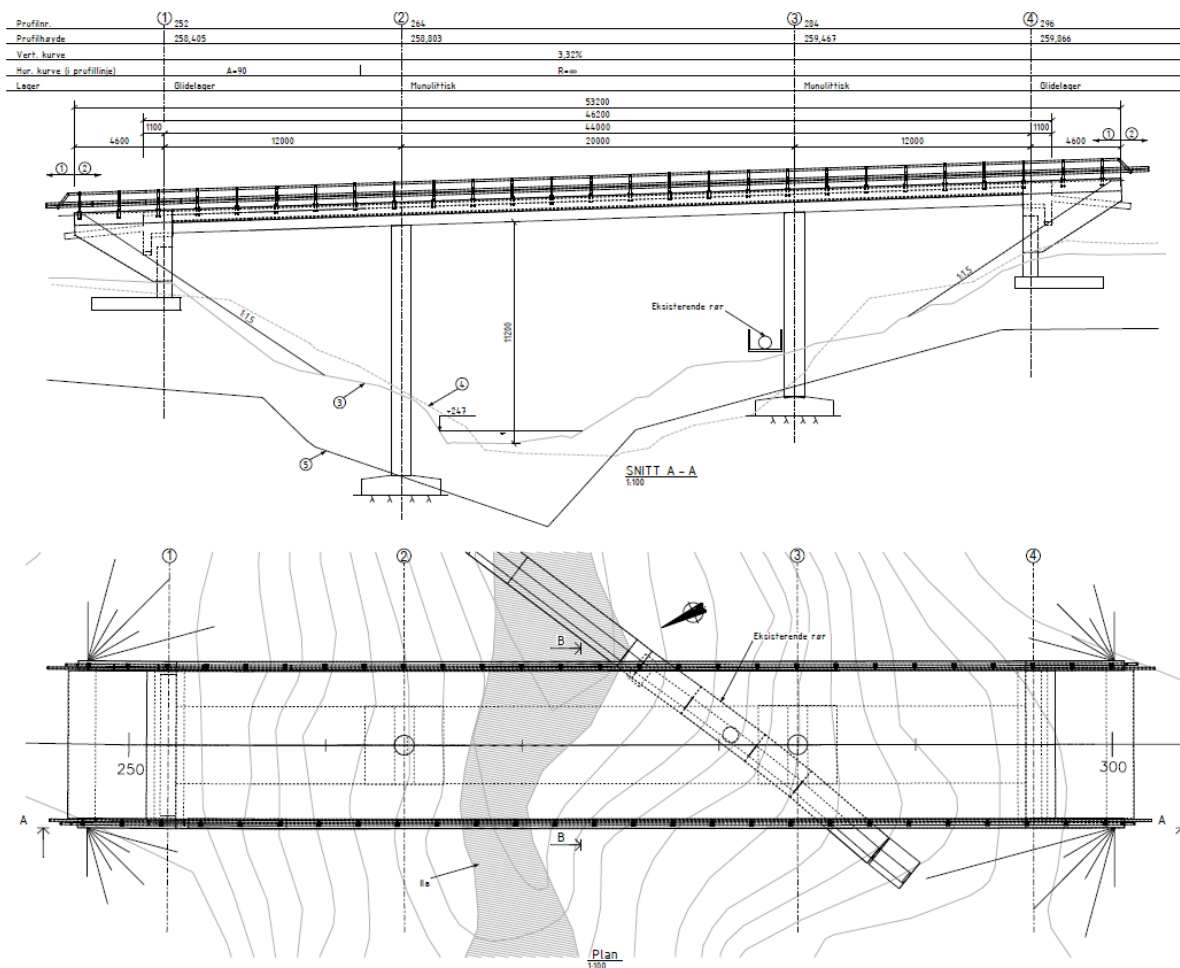 ① ② ③ ④
Profilnr. 252 264 284 296
Profilhøyde 258,405 258,803 259,467 259,866
Vert. kurve 3,32%
Hor. kurve (i profillinje) A=90 R=∞
Lager Glidelager Monolittisk Monolittisk Glidelager
53200
46200
1100 44000 1100
4600 12000 20000 12000 4600
① ② ① ②
1:1.5
1:1.5
Eksisterende rør
11200
④
③
+247
⑤
SNITT A - A
1:100
① ② ③ ④
B
Eksisterende rør
250
300
A A
B
Ila
Plan
1:100